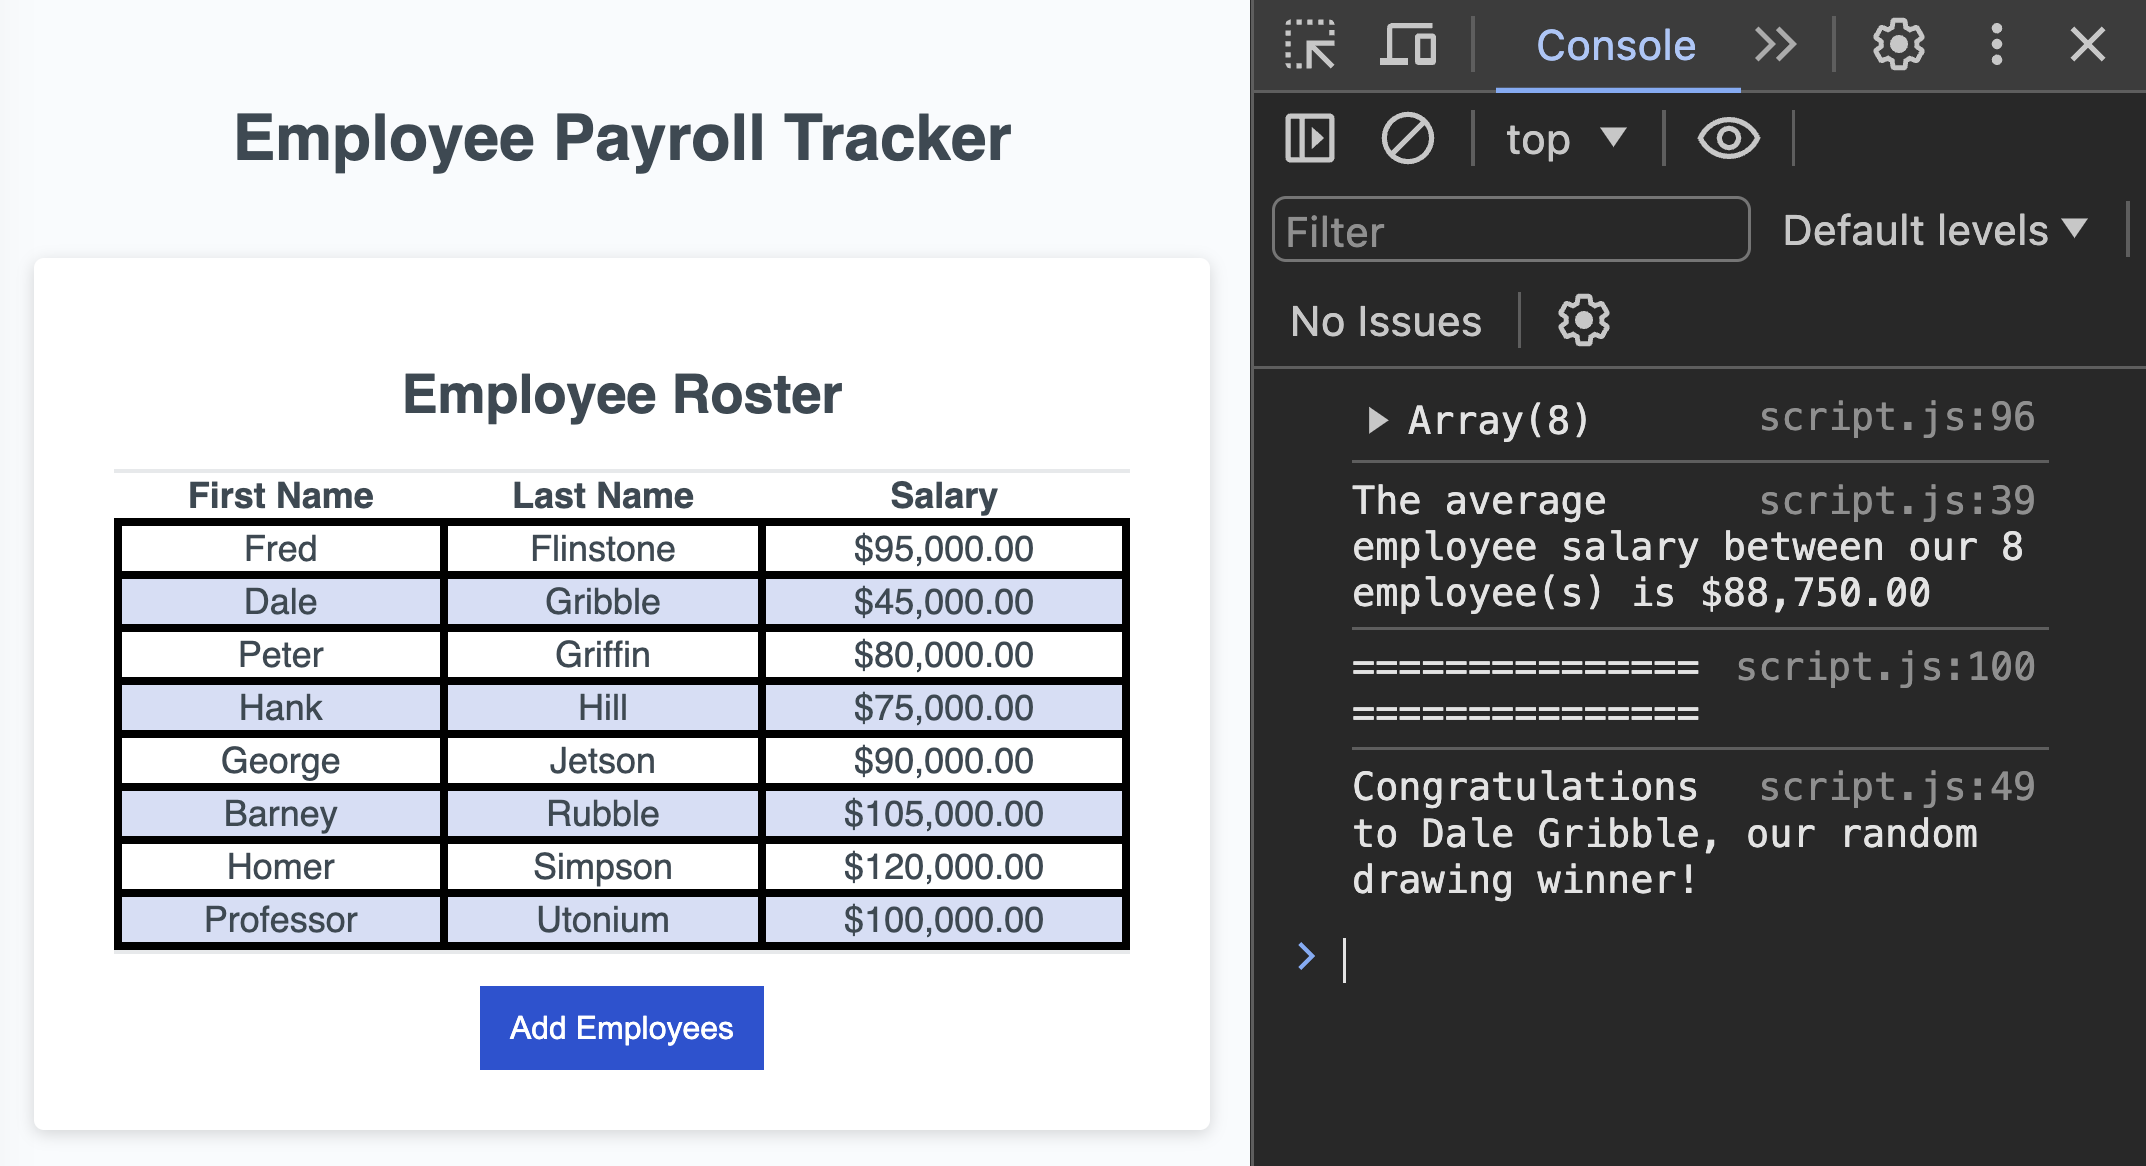 Employee Payroll Tracker
Employee Roster
First Name Last Name Salary
Fred Flinstone $95,000.00
Dale Gribble $45,000.00
Peter Griffin $80,000.00
Hank Hill $75,000.00
George Jetson $90,000.00
Barney Rubble $105,000.00
Homer Simpson $120,000.00
Professor Utonium $100,000.00
Add Employees
Console
top
Filter
Default levels
No Issues
Array(8) script.js:96
The average script.js:39
employee salary between our 8
employee(s) is $88,750.00
=============== script.js:100
===============
Congratulations script.js:49
to Dale Gribble, our random
drawing winner!